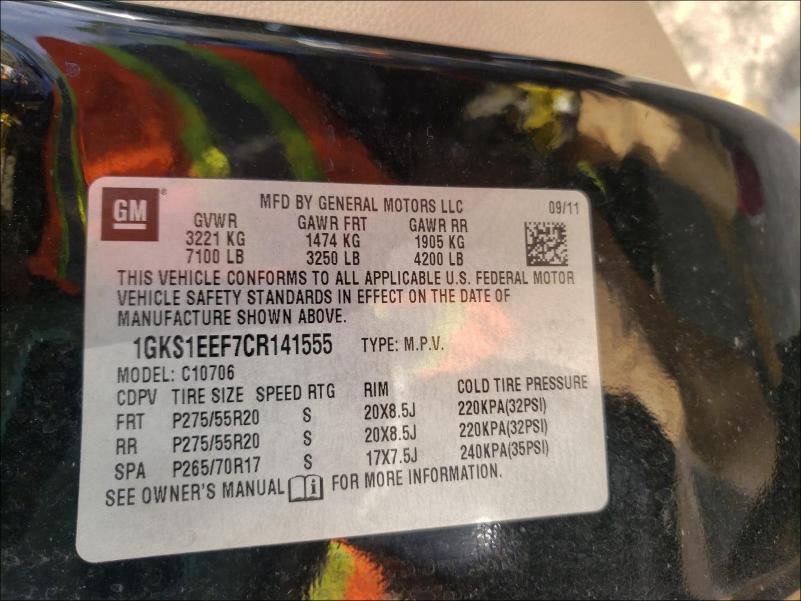 GM ®
MFD BY GENERAL MOTORS LLC 09/11
GVWR GAWR FRT GAWR RR
3221 KG 1474 KG 1905 KG
7100 LB 3250 LB 4200 LB
THIS VEHICLE CONFORMS TO ALL APPLICABLE U.S. FEDERAL MOTOR
VEHICLE SAFETY STANDARDS IN EFFECT ON THE DATE OF
MANUFACTURE SHOWN ABOVE.
1GKS1EEF7CR141555 TYPE: M.P.V.
MODEL: C10706
CDPV TIRE SIZE SPEED RTG RIM COLD TIRE PRESSURE
FRT P275/55R20 S 20X8.5J 220KPA(32PSI)
RR P275/55R20 S 20X8.5J 220KPA(32PSI)
SPA P265/70R17 S 17X7.5J 240KPA(35PSI)
SEE OWNER'S MANUAL i FOR MORE INFORMATION.